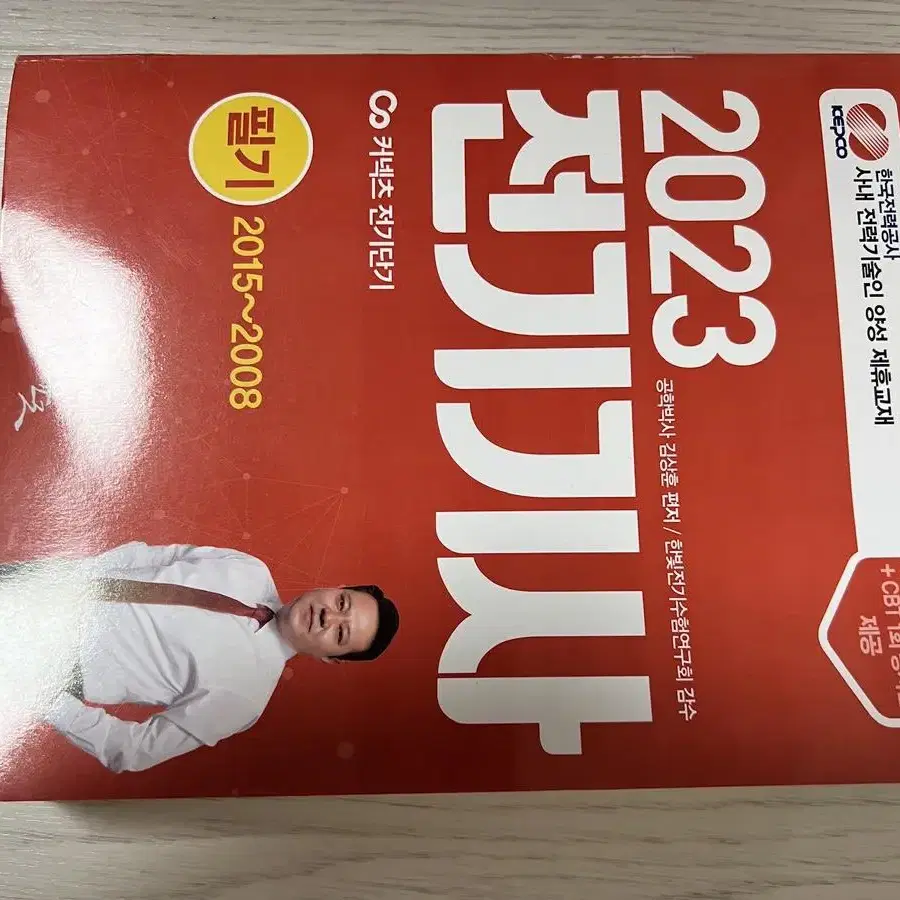 KEPCO
한국전력공사
사내 전력기술인 양성 제휴교재
+ CBT 1회
제공
2023
공학박사 김상훈 편저 / 한빛전기수험연구회 감수
전기기사
커넥츠 전기단기
필기
2015~2008